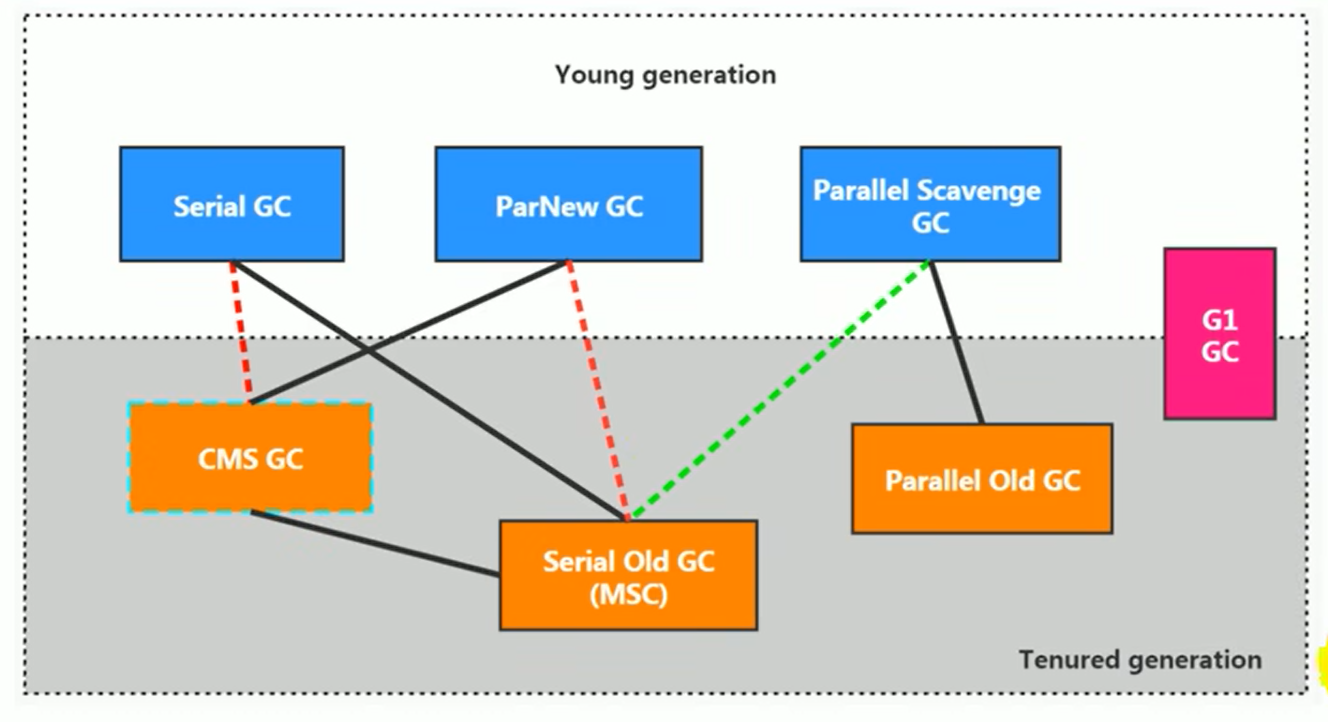 Young generation
Serial GC
ParNew GC
Parallel Scavenge
GC
G1
GC
CMS GC
Parallel Old GC
Serial Old GC
(MSC)
Tenured generation